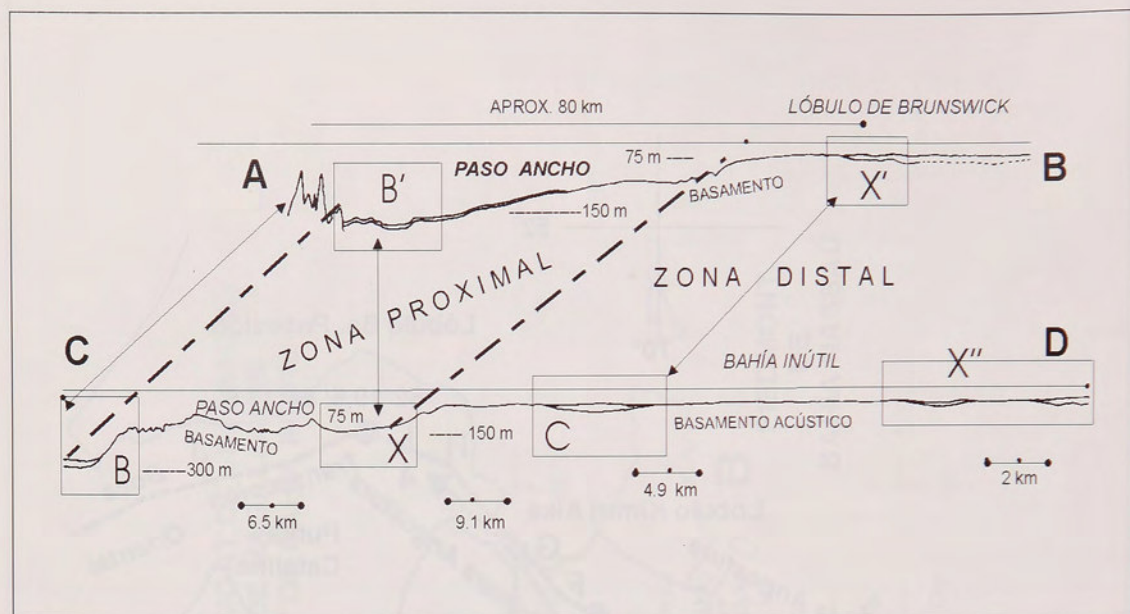 APROX. 80 km
LÓBULO DE BRUNSWICK
A
B'
PASO ANCHO
75 m
B
X'
BASAMENTO
150 m
ZONA PROXIMAL
ZONA DISTAL
C
BAHÍA INÚTIL
X"
D
PASO ANCHO
75 m
BASAMENTO
X
150 m
C
BASAMENTO ACÚSTICO
B
300 m
4.9 km
2 km
6.5 km
9.1 km